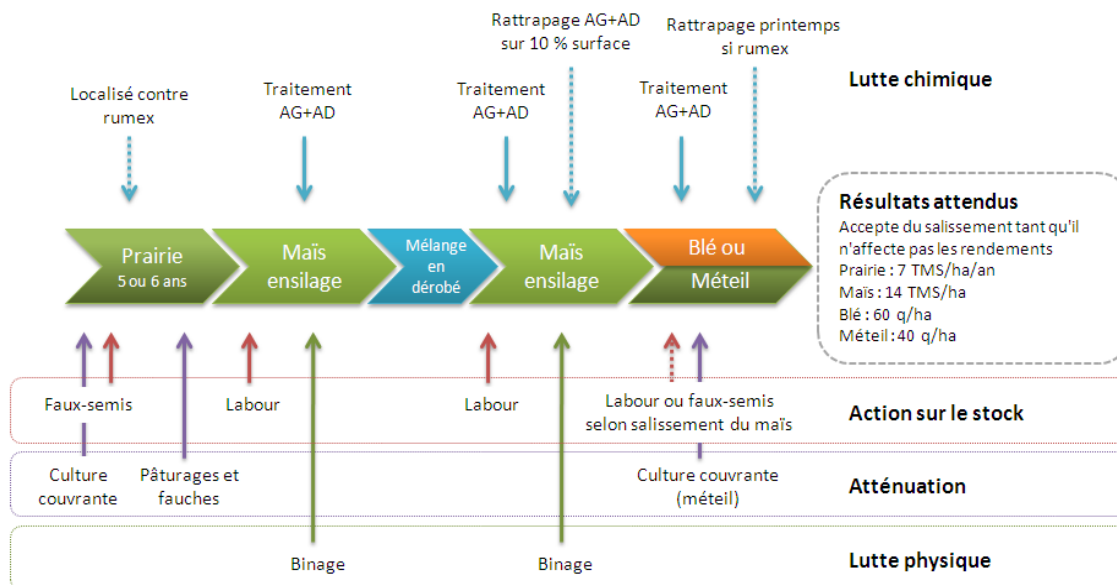 Rattrapage AG+AD
sur 10 % surface
Rattrapage printemps
si rumex
Lutte chimique
Localisé contre
rumex
Traitement
AG+AD
Traitement
AG+AD
Traitement
AG+AD
Prairie
5 ou 6 ans
Maïs
ensilage
Mélange
en
dérobé
Maïs
ensilage
Blé ou
Méteil
Résultats attendus
Accepte du salissement tant qu'il
n'affecte pas les rendements
Prairie : 7 TMS/ha/an
Maïs : 14 TMS/ha
Blé : 60 q/ha
Méteil : 40 q/ha
Faux-semis
Labour
Labour
Labour ou faux-semis
selon salissement du maïs
Action sur le stock
Culture
couvrante
Pâturages et
fauches
Culture couvrante
(méteil)
Atténuation
Binage
Binage
Lutte physique